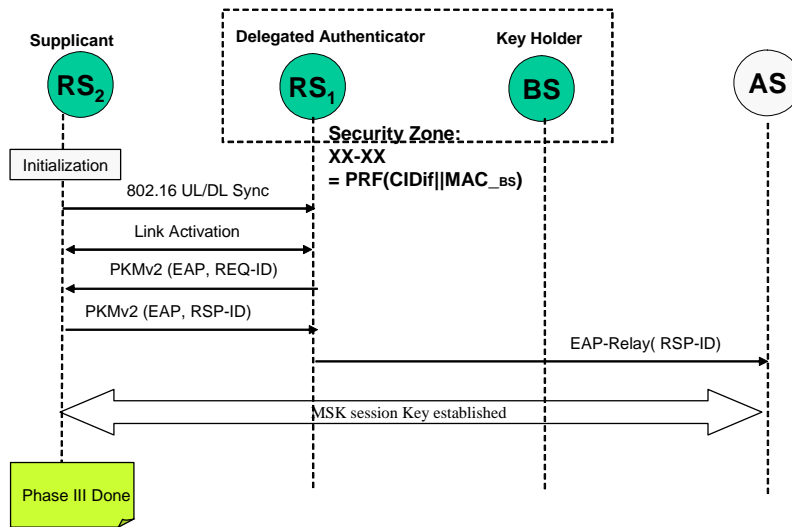 Supplicant
Delegated Authenticator
Key Holder
RS2
RS1
BS
AS
Security Zone:
XX-XX
= PRF(CIDif||MAC_BS)
Initialization
802.16 UL/DL Sync
Link Activation
PKMv2 (EAP, REQ-ID)
PKMv2 (EAP, RSP-ID)
EAP-Relay( RSP-ID)
MSK session Key established
Phase III Done